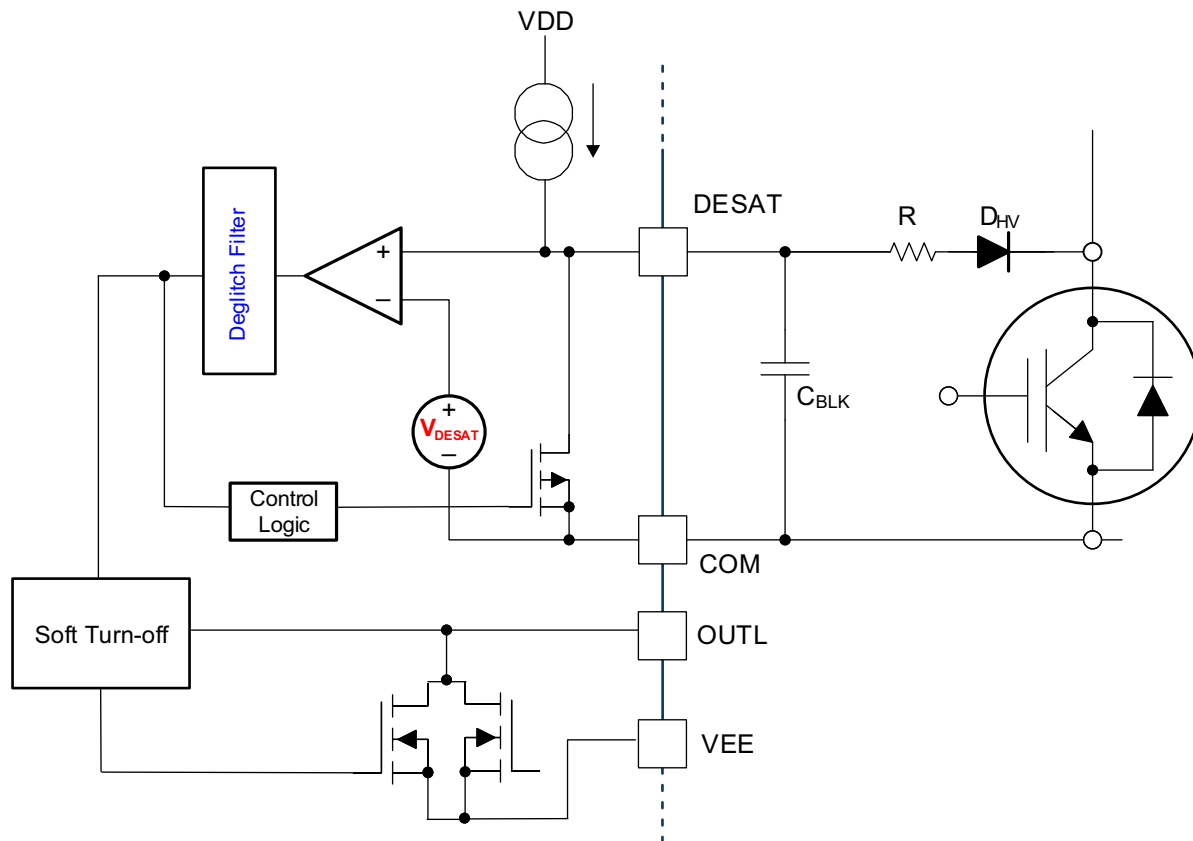 VDD
DESAT
R
DHV
Deglitch Filter
+
−
+
VDESAT
−
CBLK
Control
Logic
COM
Soft Turn-off
OUTL
VEE